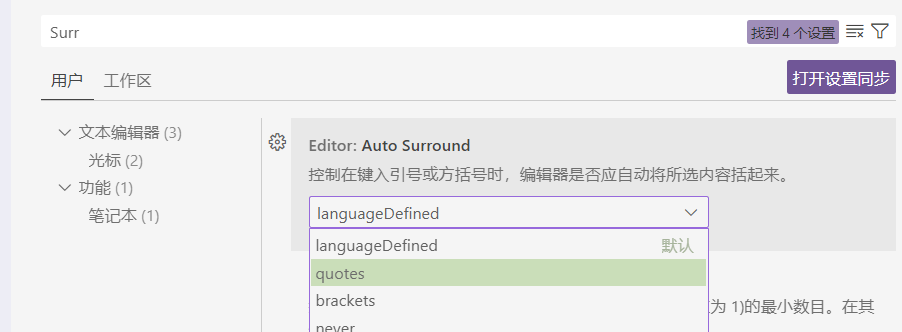 Surr
找到 4 个设置
用户
工作区
打开设置同步
文本编辑器 (3)
光标 (2)
功能 (1)
笔记本 (1)
Editor: Auto Surround
控制在键入引号或方括号时，编辑器是否应自动将所选内容括起来。
languageDefined
languageDefined 默认
quotes
brackets
never
为 1)的最小数目。在其